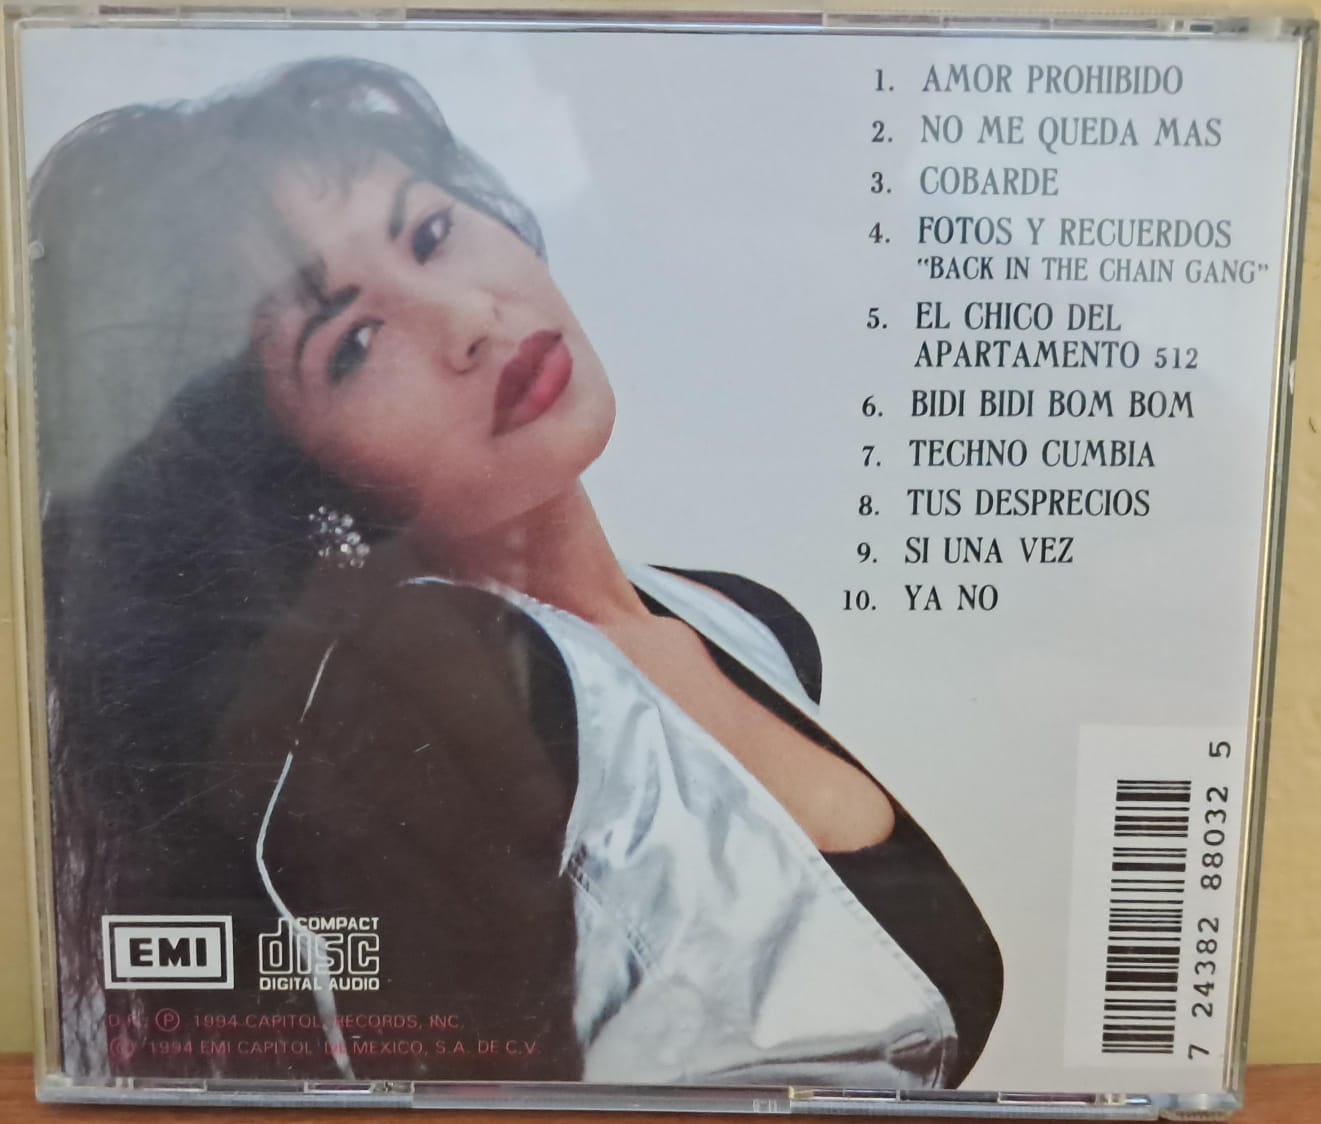 1. AMOR PROHIBIDO
2. NO ME QUEDA MAS
3. COBARDE
4. FOTOS Y RECUERDOS
"BACK IN THE CHAIN GANG"
5. EL CHICO DEL
APARTAMENTO 512
6. BIDI BIDI BOM BOM
7. TECHNO CUMBIA
8. TUS DESPRECIOS
9. SI UNA VEZ
10. YA NO
EMI
COMPACT
disc
DIGITAL AUDIO
D.R. Ⓟ 1994 CAPITOL RECORDS, INC.
© 1994 EMI CAPITOL DE MEXICO, S.A. DE C.V.
7 24382 88032 5